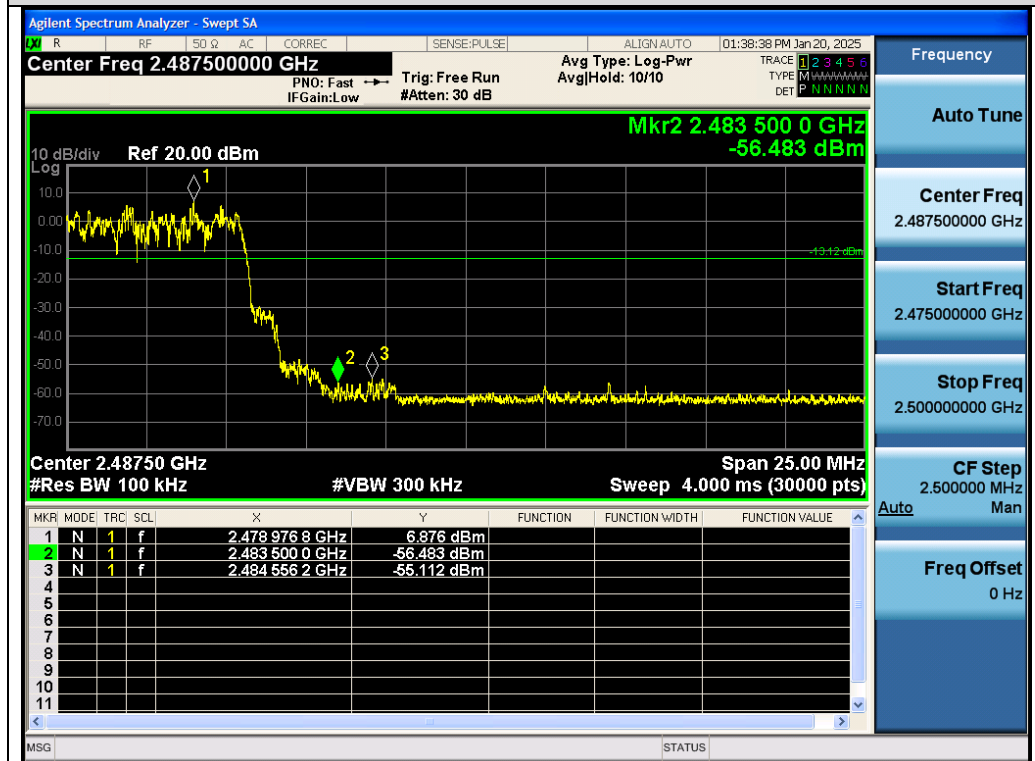 Agilent Spectrum Analyzer - Swept SA
LXI R RF 50 Ω AC CORREC SENSE:PULSE ALIGN AUTO 01:38:38 PM Jan 20, 2025
Center Freq 2.487500000 GHz
PNO: Fast
IFGain:Low
Trig: Free Run
#Atten: 30 dB
Avg Type: Log-Pwr
Avg|Hold: 10/10
TRACE 1 2 3 4 5 6
TYPE M
DET P N N N N N
Mkr2 2.483 500 0 GHz
-56.483 dBm
10 dB/div Ref 20.00 dBm
Log
10.0
0.00
-10.0
-20.0
-30.0
-40.0
-50.0
-60.0
-70.0
1
2
3
-13.12 dBm
Center 2.48750 GHz Span 25.00 MHz
#Res BW 100 kHz #VBW 300 kHz Sweep 4.000 ms (30000 pts)
MKR MODE TRC SCL X Y FUNCTION FUNCTION WIDTH FUNCTION VALUE
1 N 1 f 2.478 976 8 GHz 6.876 dBm
2 N 1 f 2.483 500 0 GHz -56.483 dBm
3 N 1 f 2.484 556 2 GHz -55.112 dBm
4
5
6
7
8
9
10
11
MSG STATUS
Frequency
Auto Tune
Center Freq
2.487500000 GHz
Start Freq
2.475000000 GHz
Stop Freq
2.500000000 GHz
CF Step
2.500000 MHz
Auto Man
Freq Offset
0 Hz